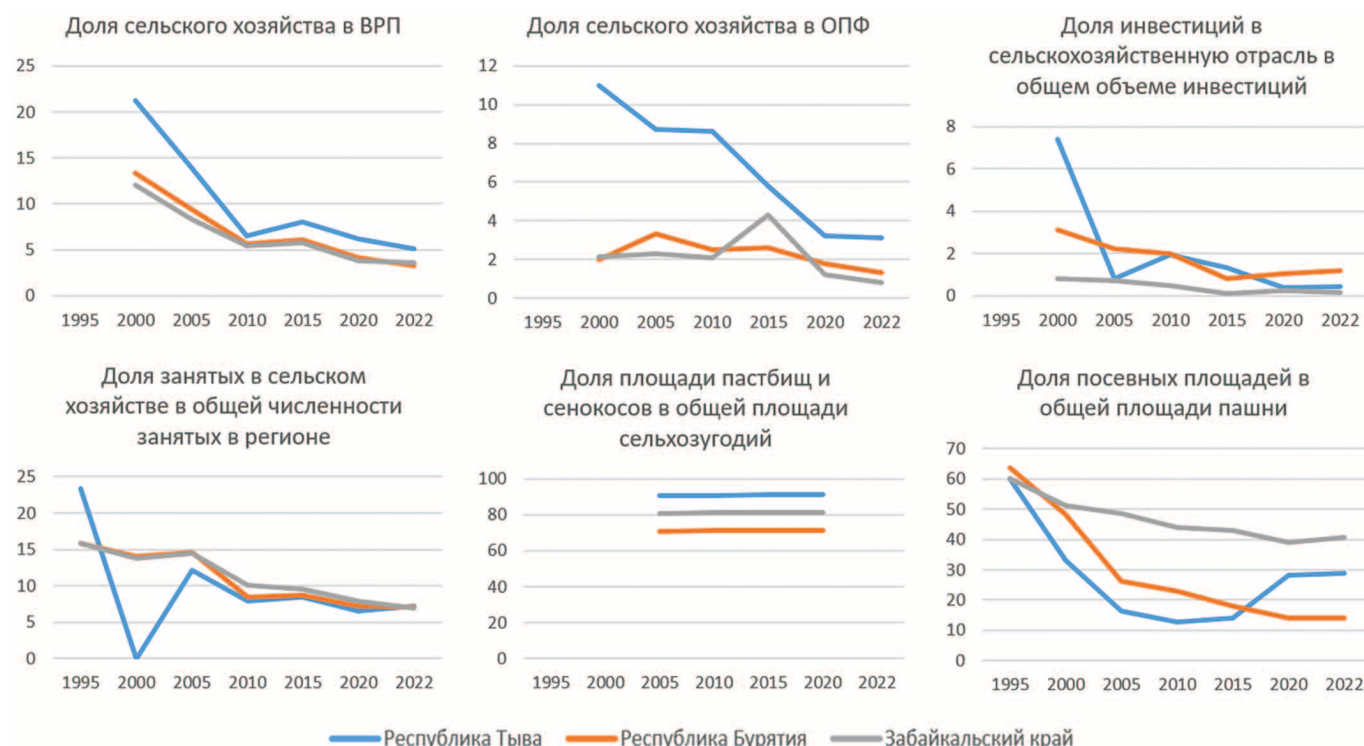 Доля сельского хозяйства в ВРП
25
20
15
10
5
0
1995 2000 2005 2010 2015 2020 2022
Доля сельского хозяйства в ОПФ
12
10
8
6
4
2
0
1995 2000 2005 2010 2015 2020 2022
Доля инвестиций в
сельскохозяйственную отрасль в
общем объеме инвестиций
8
6
4
2
0
1995 2000 2005 2010 2015 2020 2022
Доля занятых в сельском
хозяйстве в общей численности
занятых в регионе
25
20
15
10
5
0
1995 2000 2005 2010 2015 2020 2022
Доля площади пастбищ и
сенокосов в общей площади
сельхозугодий
100
80
60
40
20
0
1995 2000 2005 2010 2015 2020 2022
Доля посевных площадей в
общей площади пашни
70
60
50
40
30
20
10
0
1995 2000 2005 2010 2015 2020 2022
Республика Тыва Республика Бурятия Забайкальский край